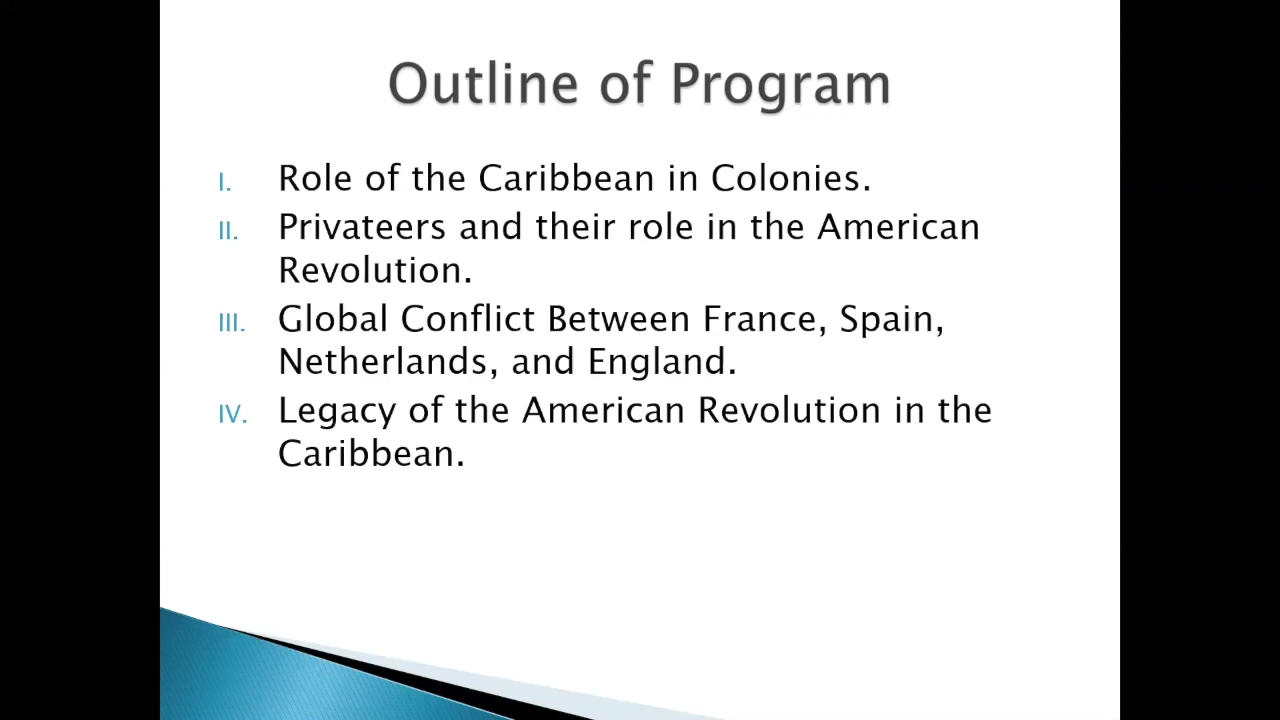 Outline of Program
I. Role of the Caribbean in Colonies.
II. Privateers and their role in the American
Revolution.
III. Global Conflict Between France, Spain,
Netherlands, and England.
IV. Legacy of the American Revolution in the
Caribbean.